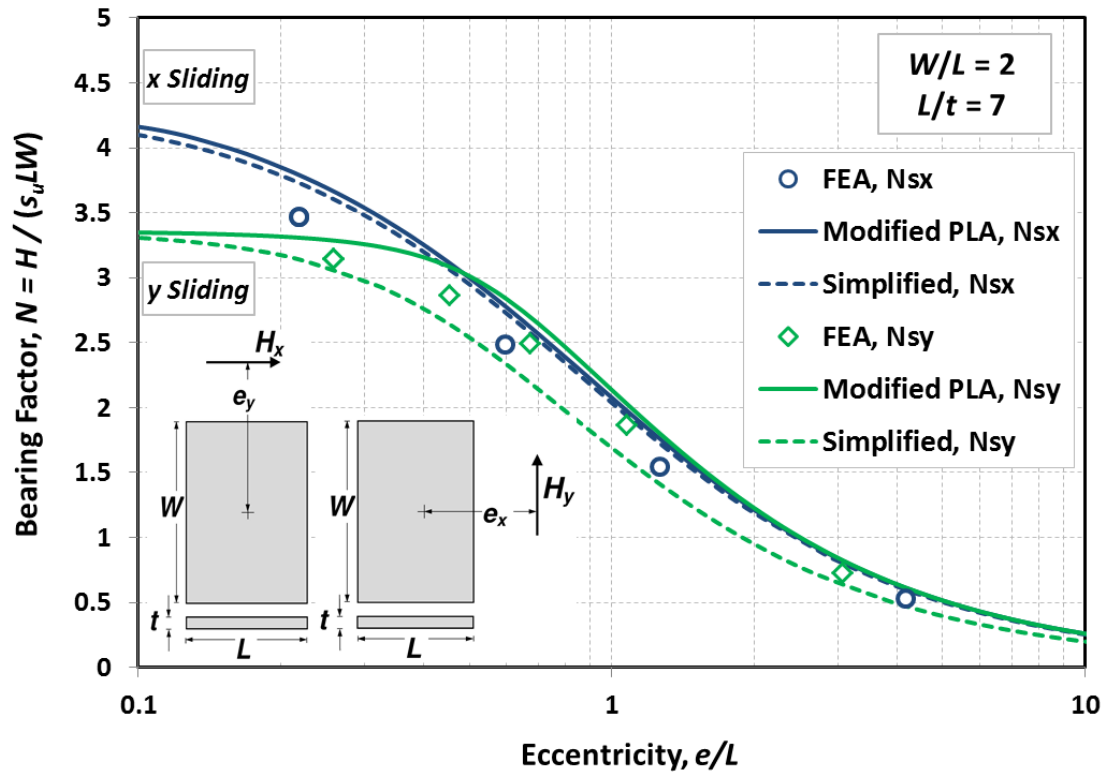 Bearing Factor, N = H / (suLW)
5
4.5
4
3.5
3
2.5
2
1.5
1
0.5
0
x Sliding
y Sliding
W/L = 2
L/t = 7
FEA, Nsx
Modified PLA, Nsx
Simplified, Nsx
FEA, Nsy
Modified PLA, Nsy
Simplified, Nsy
Hx
ey
W
t
L
W
ex
Hy
t
L
0.1
1
10
Eccentricity, e/L